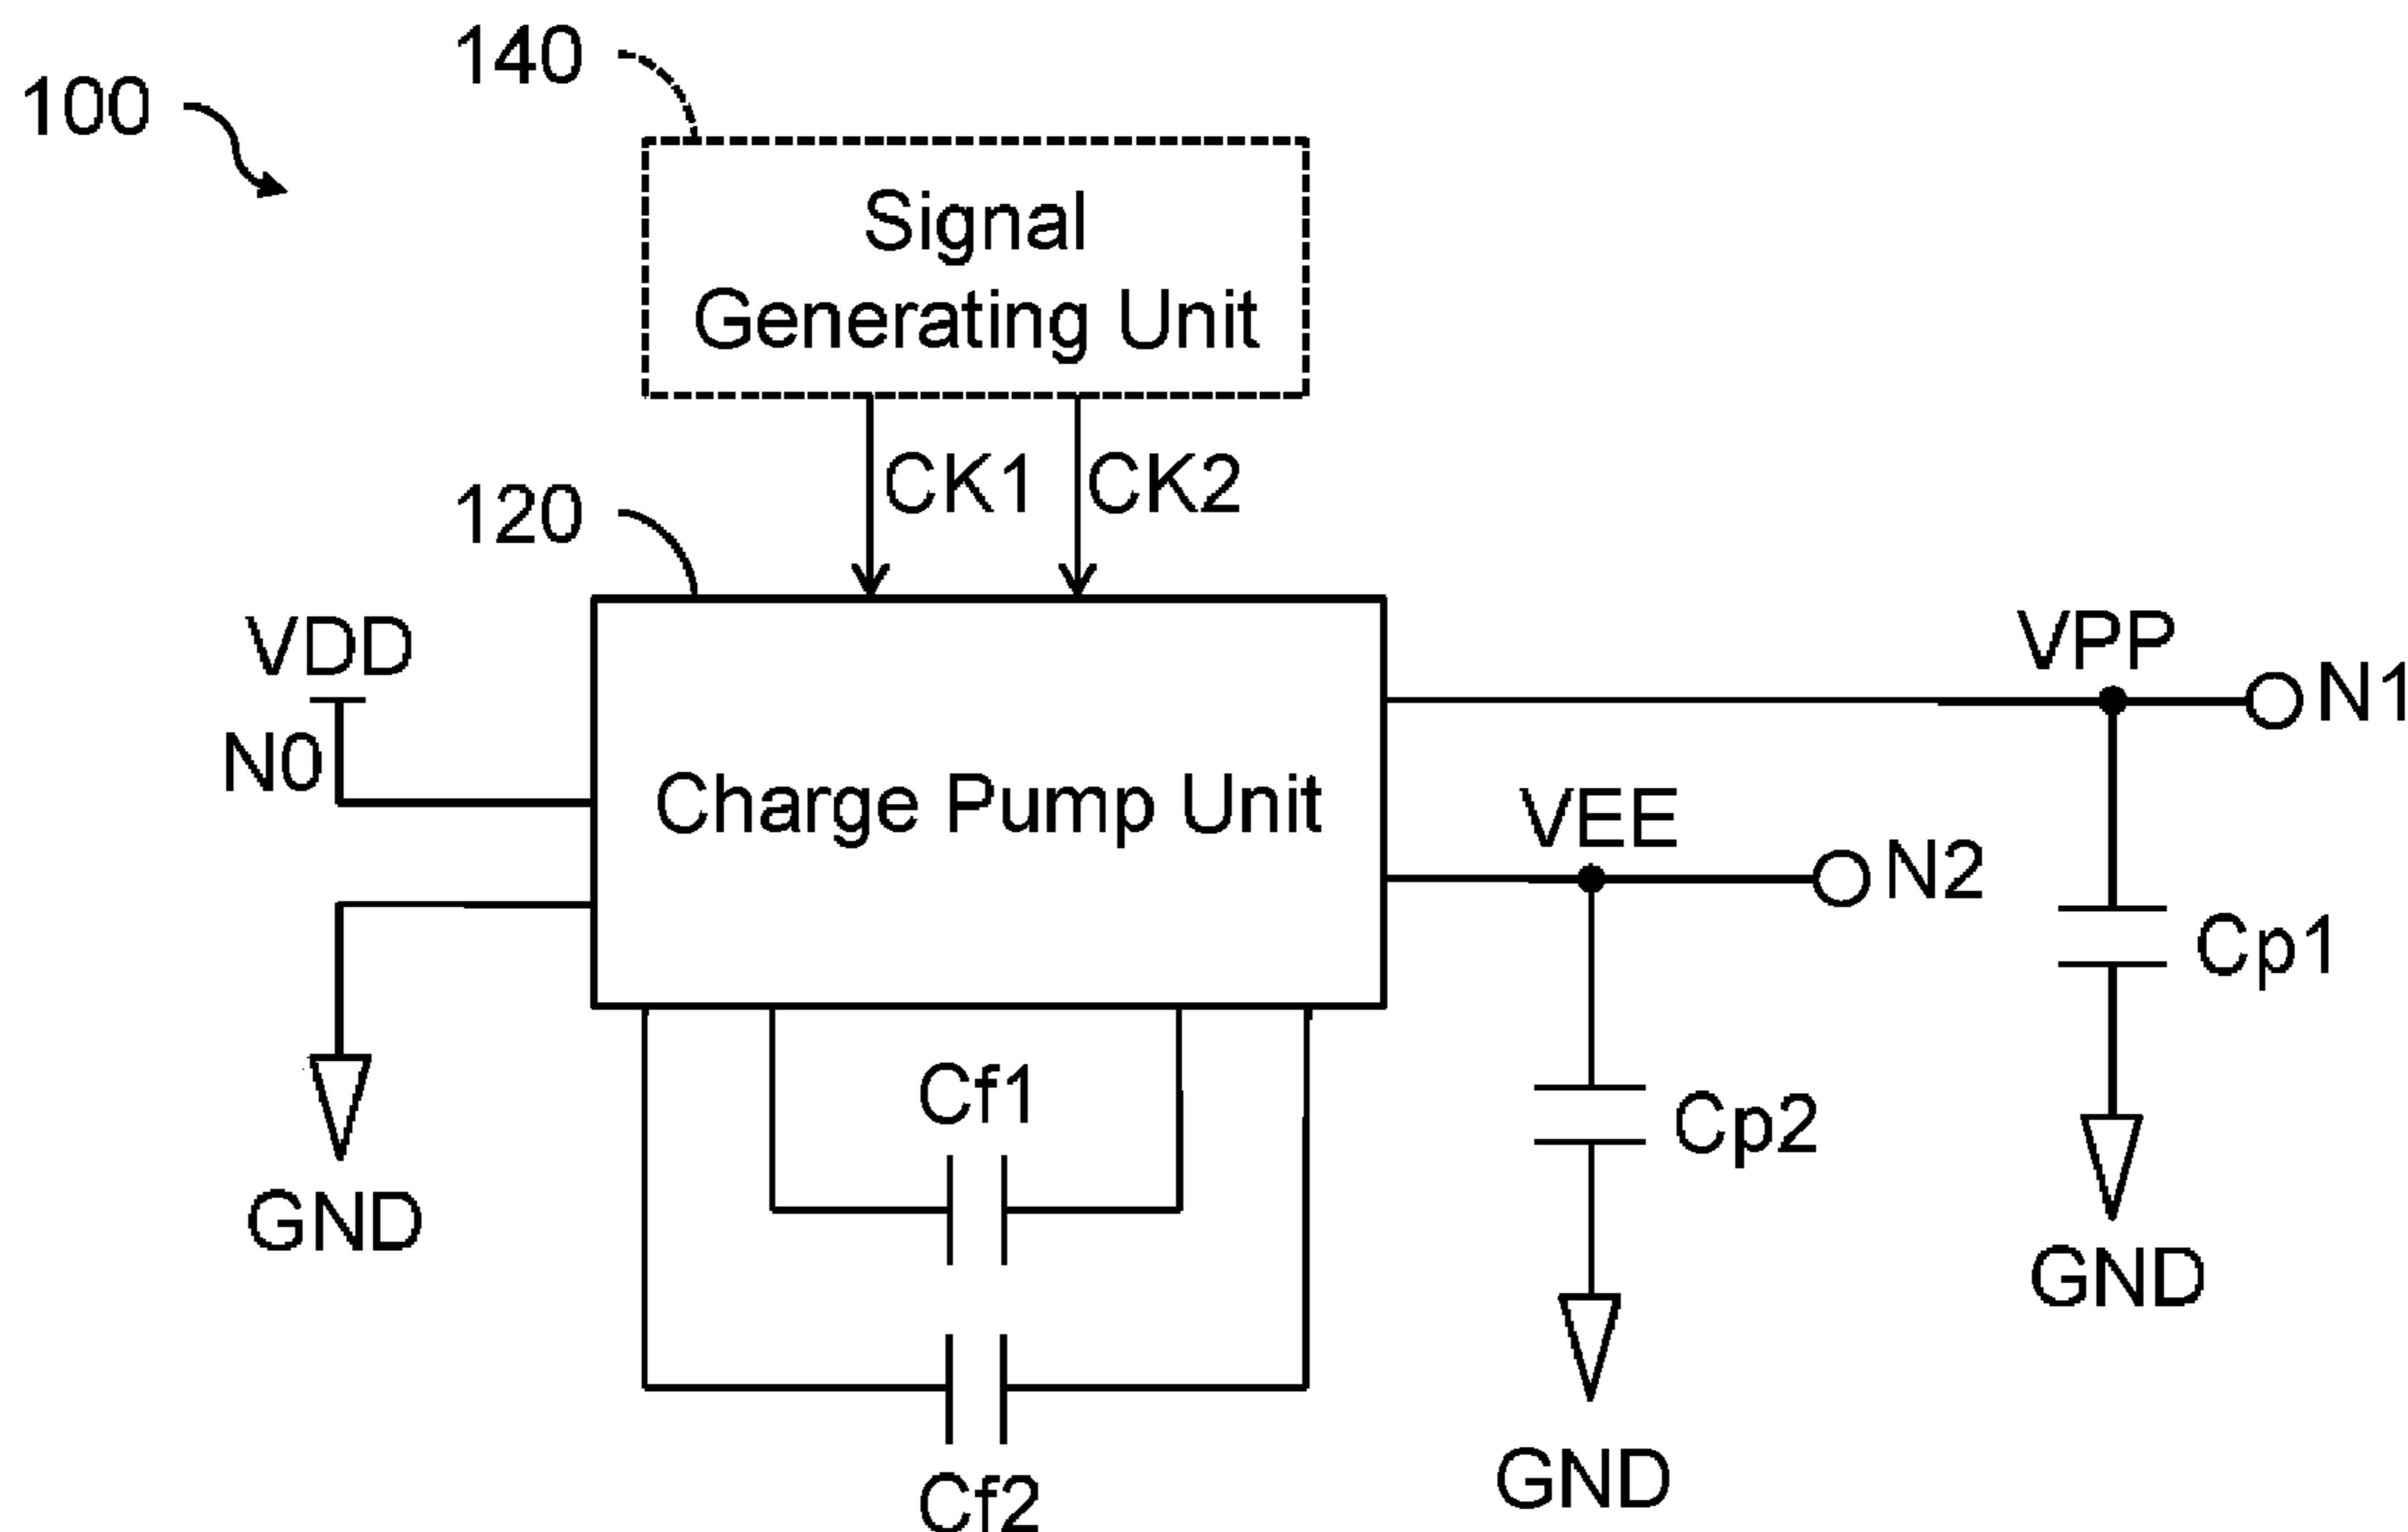 140
100
Signal
Generating Unit
CK1 CK2
120
VDD
VPP
N1
N0
Charge Pump Unit
VEE
N2
Cp1
Cf1
Cp2
GND
GND
Cf2
GND